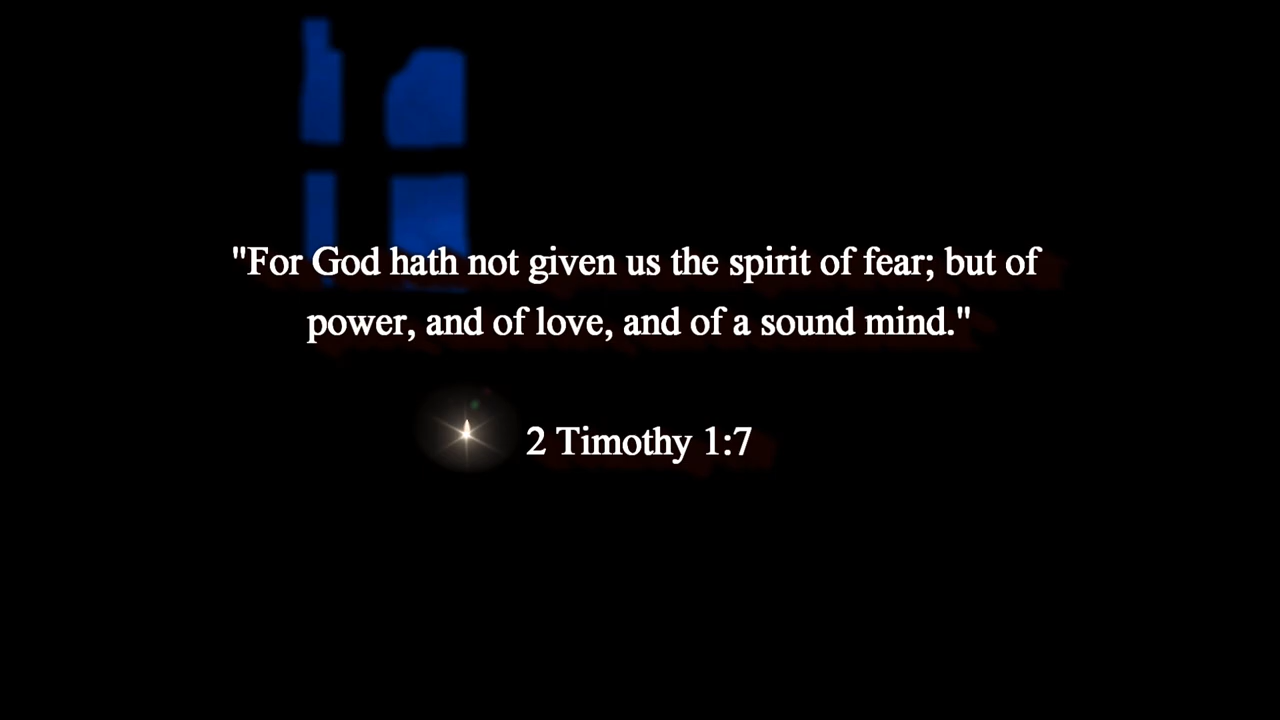 "For God hath not given us the spirit of fear; but of
power, and of love, and of a sound mind."
2 Timothy 1:7